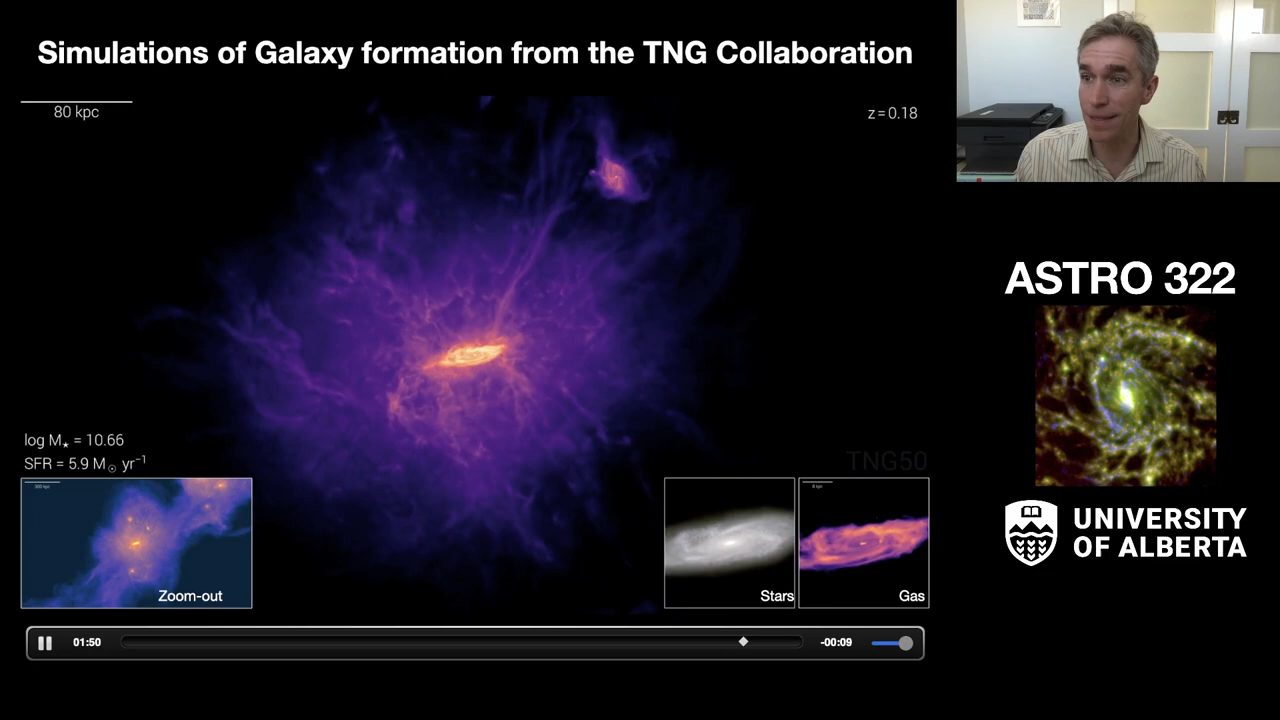 Simulations of Galaxy formation from the TNG Collaboration
80 kpc
z = 0.18
ASTRO 322
log M⋆ = 10.66
SFR = 5.9 M☉ yr⁻¹
TNG50
Zoom-out
Stars
Gas
UNIVERSITY
OF ALBERTA
01:50
-00:09